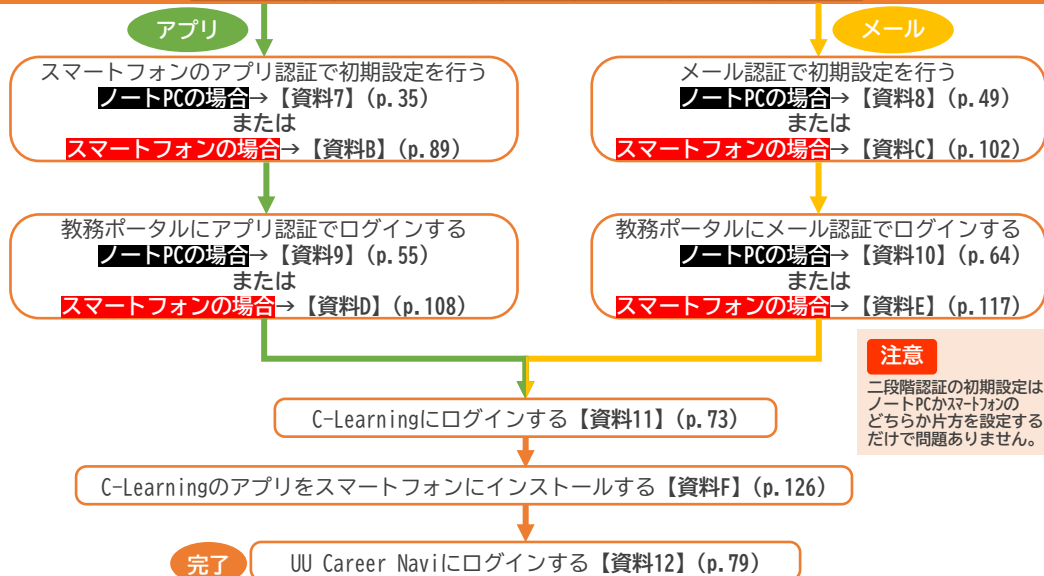 アプリ
スマートフォンのアプリ認証で初期設定を行う
ノートPCの場合→【資料7】(p.35)
または
スマートフォンの場合→【資料B】(p.89)
教務ポータルにアプリ認証でログインする
ノートPCの場合→【資料9】(p.55)
または
スマートフォンの場合→【資料D】(p.108)
メール
メール認証で初期設定を行う
ノートPCの場合→【資料8】(p.49)
または
スマートフォンの場合→【資料C】(p.102)
教務ポータルにメール認証でログインする
ノートPCの場合→【資料10】(p.64)
または
スマートフォンの場合→【資料E】(p.117)
注意
二段階認証の初期設定は
ノートPCかスマートフォンの
どちらか片方を設定する
だけで問題ありません。
C-Learningにログインする【資料11】(p.73)
C-Learningのアプリをスマートフォンにインストールする【資料F】(p.126)
完了
UU Career Naviにログインする【資料12】(p.79)